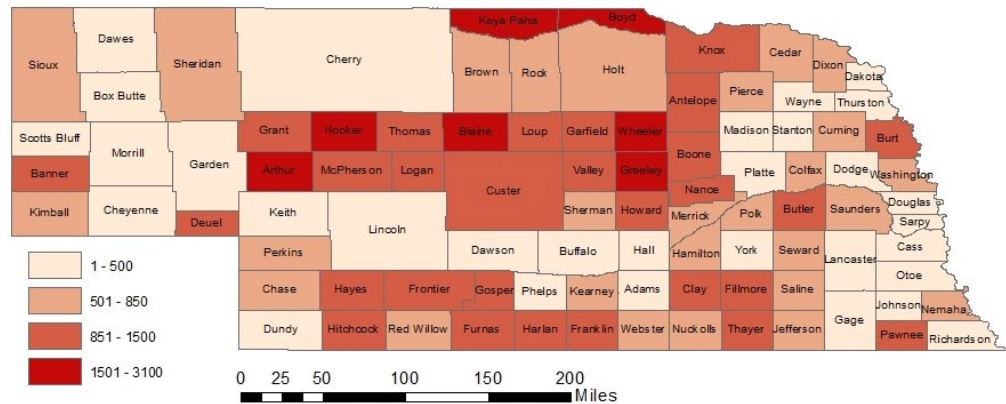 Keya Paha Boyd
Dawes Knox Cedar
Sioux Sheridan Cherry Dixon
Brown Rock Holt Dakota
Box Butte Antelope Pierce Wayne Thurston
Scotts Bluff Grant Hooker Thomas Blaine Loup Garfield Wheeler Madison Stanton Cuming Burt
Morrill Garden
Banner Arthur McPherson Logan Custer Valley Greeley Boone Platte Colfax Dodge Washington
Nance
Kimball Cheyenne Deuel Keith Lincoln Sherman Howard Merrick Polk Butler Saunders Douglas
Sarpy
Perkins Dawson Buffalo Hall Hamilton York Seward Lancaster Cass
Otoe
Chase Hayes Frontier Gosper Phelps Kearney Adams Clay Fillmore Saline Gage Johnson Nemaha
Dundy Hitchcock Red Willow Furnas Harlan Franklin Webster Nuckolls Thayer Jefferson Pawnee Richardson
1 - 500
501 - 850
851 - 1500
1501 - 3100
0 25 50 100 150 200
Miles